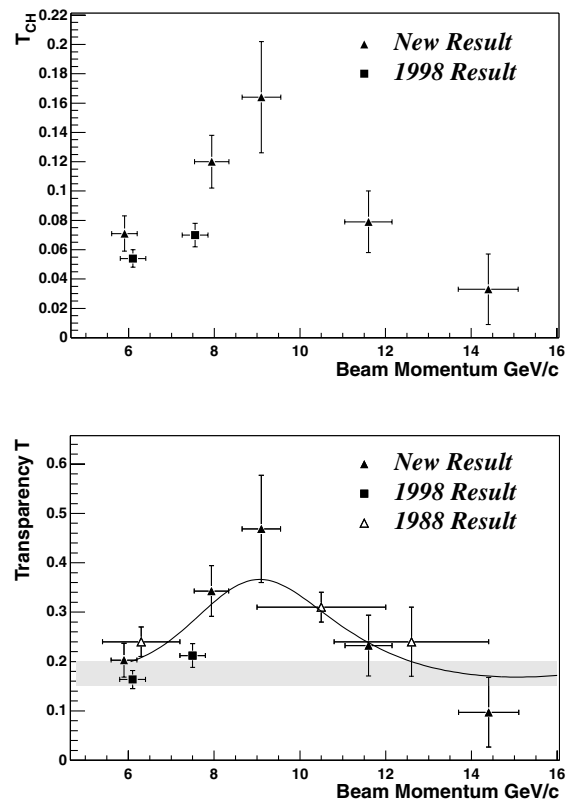 T_CH
0.22
0.2
0.18
0.16
0.14
0.12
0.1
0.08
0.06
0.04
0.02
0
New Result
1998 Result
6 8 10 12 14 16
Beam Momentum GeV/c
Transparency T
0.6
0.5
0.4
0.3
0.2
0.1
0
New Result
1998 Result
1988 Result
6 8 10 12 14 16
Beam Momentum GeV/c